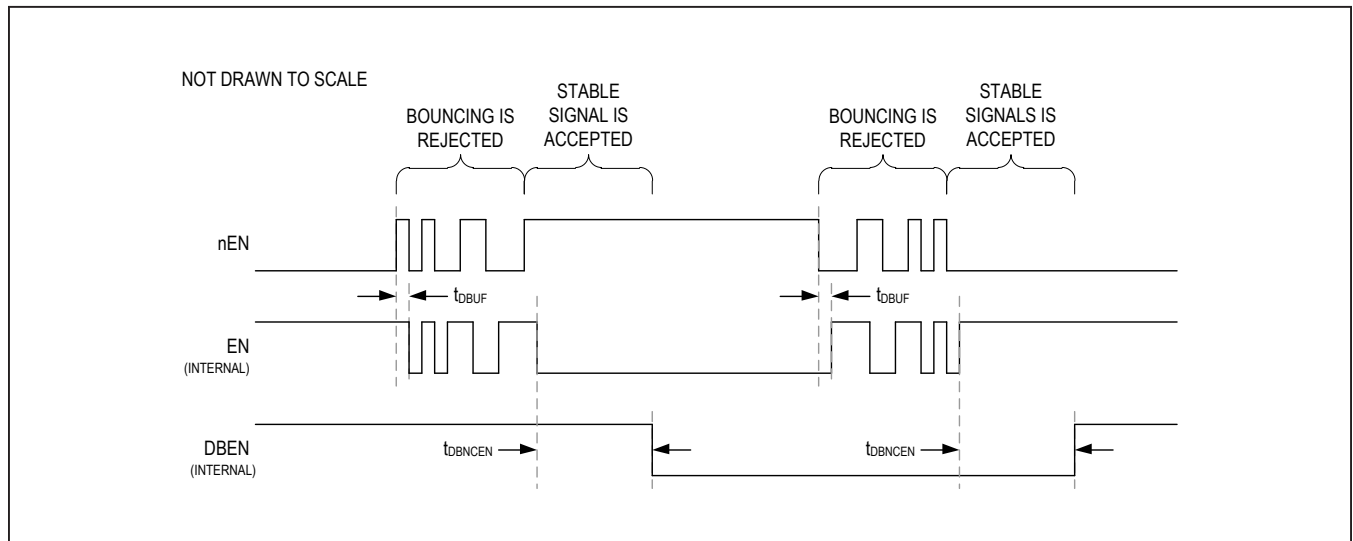 NOT DRAWN TO SCALE
BOUNCING IS
REJECTED
STABLE
SIGNAL IS
ACCEPTED
BOUNCING IS
REJECTED
STABLE
SIGNALS IS
ACCEPTED
nEN
tDBUF
tDBUF
EN
(INTERNAL)
DBEN
(INTERNAL)
tDBNCEN
tDBNCEN